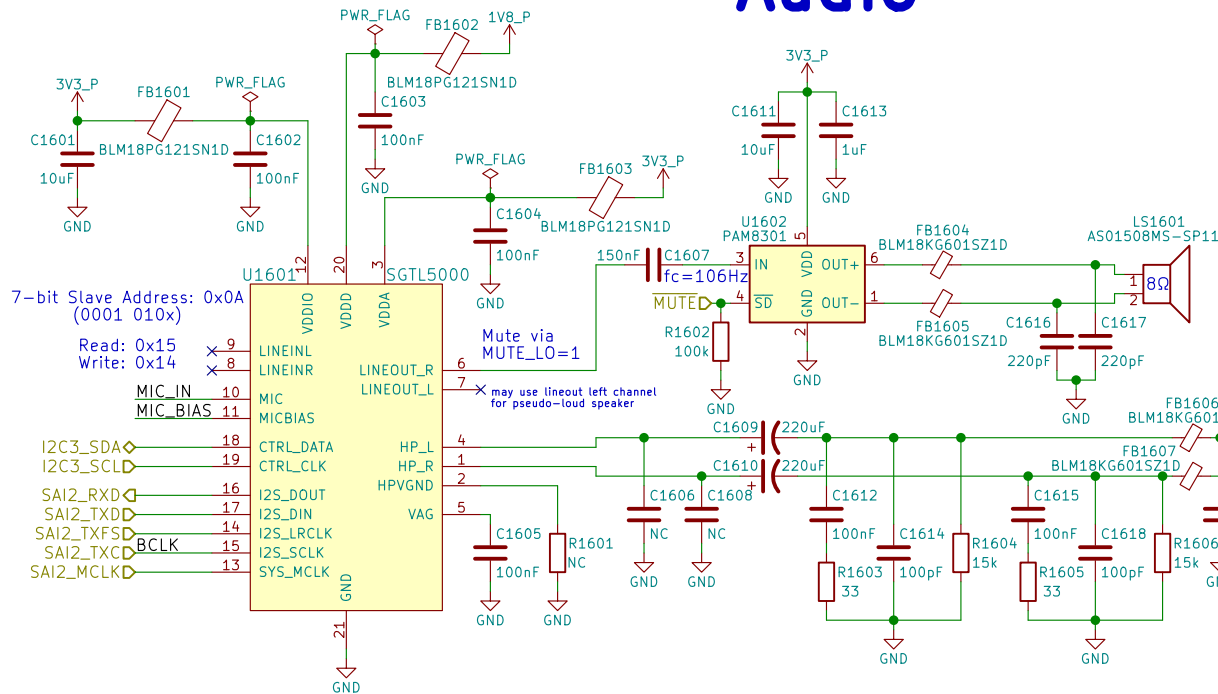 Audio
PWR_FLAG
FB1602
1V8_P
BLM18PG121SN1D
3V3_P
FB1601
PWR_FLAG
C1603
100nF
GND
C1601
10uF
BLM18PG121SN1D
C1602
100nF
GND
GND
PWR_FLAG
FB1603
3V3_P
C1604
100nF
BLM18PG121SN1D
GND
3V3_P
C1611
10uF
C1613
1uF
GND
GND
U1602
PAM8301
150nF
C1607
fc=106Hz
3
IN
5
VDD
OUT+
6
MUTE
4
SD
GND
OUT-
1
2
GND
R1602
100k
GND
FB1604
BLM18KG601SZ1D
FB1605
BLM18KG601SZ1D
LS1601
AS01508MS-SP11
1
2
8Ω
C1616
220pF
C1617
220pF
GND
U1601
SGTL5000
12
20
3
VDDIO
VDDD
VDDA
7-bit Slave Address: 0x0A
(0001 010x)
Read: 0x15
Write: 0x14
9
LINEINL
8
LINEINR
MIC_IN
10
MIC
MIC_BIAS
11
MICBIAS
I2C3_SDA
18
CTRL_DATA
I2C3_SCL
19
CTRL_CLK
SAI2_RXD
16
I2S_DOUT
SAI2_TXD
17
I2S_DIN
SAI2_TXFS
14
I2S_LRCLK
SAI2_TXC
BCLK
15
I2S_SCLK
SAI2_MCLK
13
SYS_MCLK
GND
21
GND
Mute via
MUTE_LO=1
LINEOUT_R
6
LINEOUT_L
7
may use lineout left channel
for pseudo-loud speaker
HP_L
4
HP_R
1
HPVGND
2
VAG
5
C1605
100nF
GND
R1601
NC
GND
C1609
220uF
+
C1610
220uF
+
C1606
NC
GND
C1608
NC
GND
C1612
100nF
R1603
33
C1614
100pF
R1604
15k
GND
FB1606
BLM18KG601
FB1607
BLM18KG601SZ1D
C1615
100nF
R1605
33
C1618
100pF
R1606
15k
GND